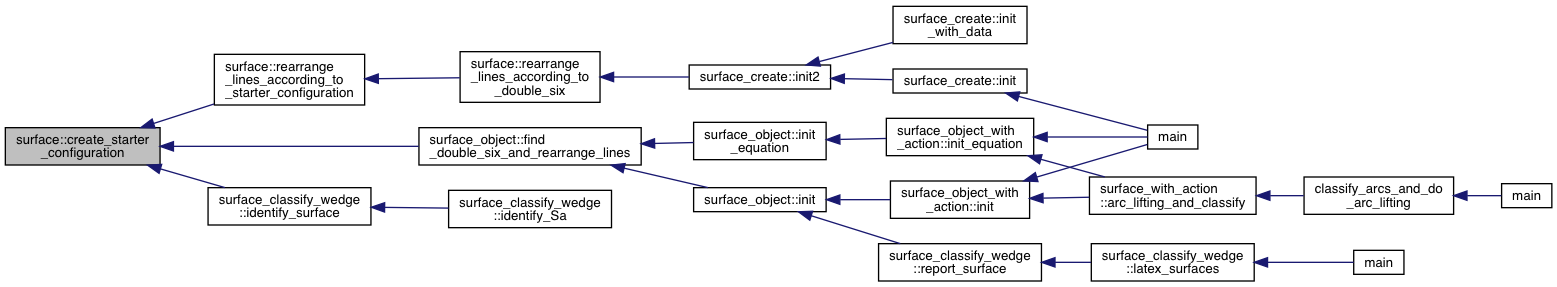 surface::create_starter
_configuration
surface::rearrange
_lines_according_to
_starter_configuration
surface::rearrange
_lines_according_to
_double_six
surface_create::init2
surface_create::init
_with_data
surface_create::init
main
surface_object::find
_double_six_and_rearrange_lines
surface_object::init
_equation
surface_object_with
_action::init_equation
surface_object::init
surface_object_with
_action::init
surface_with_action
::arc_lifting_and_classify
classify_arcs_and_do
_arc_lifting
main
surface_classify_wedge
::report_surface
surface_classify_wedge
::latex_surfaces
main
surface_classify_wedge
::identify_surface
surface_classify_wedge
::identify_Sa